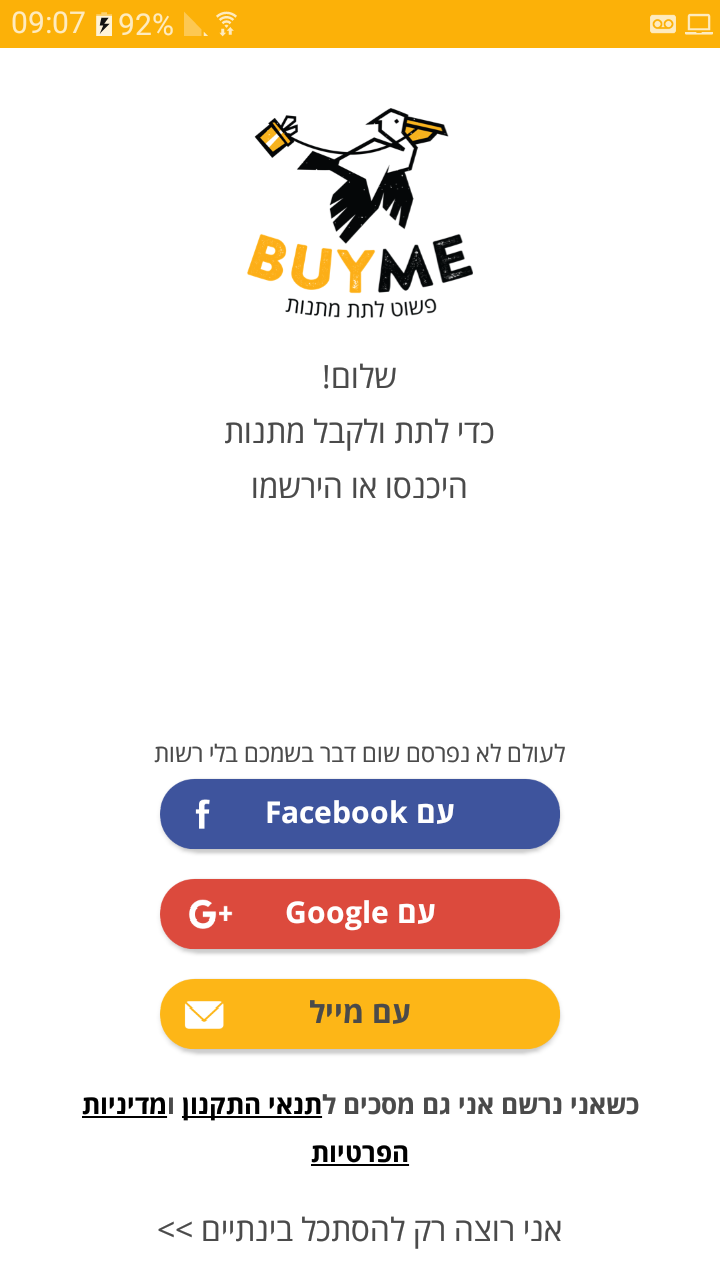 09:07 92%
BUYME
פשוט לתת מתנות
שלום!
כדי לתת ולקבל מתנות
היכנסו או הירשמו
לעולם לא נפרסם שום דבר בשמכם בלי רשות
f עם Facebook
G+ עם Google
עם מייל
כשאני נרשם אני גם מסכים לתנאי התקנון ומדיניות
הפרטיות
אני רוצה רק להסתכל בינתיים >>